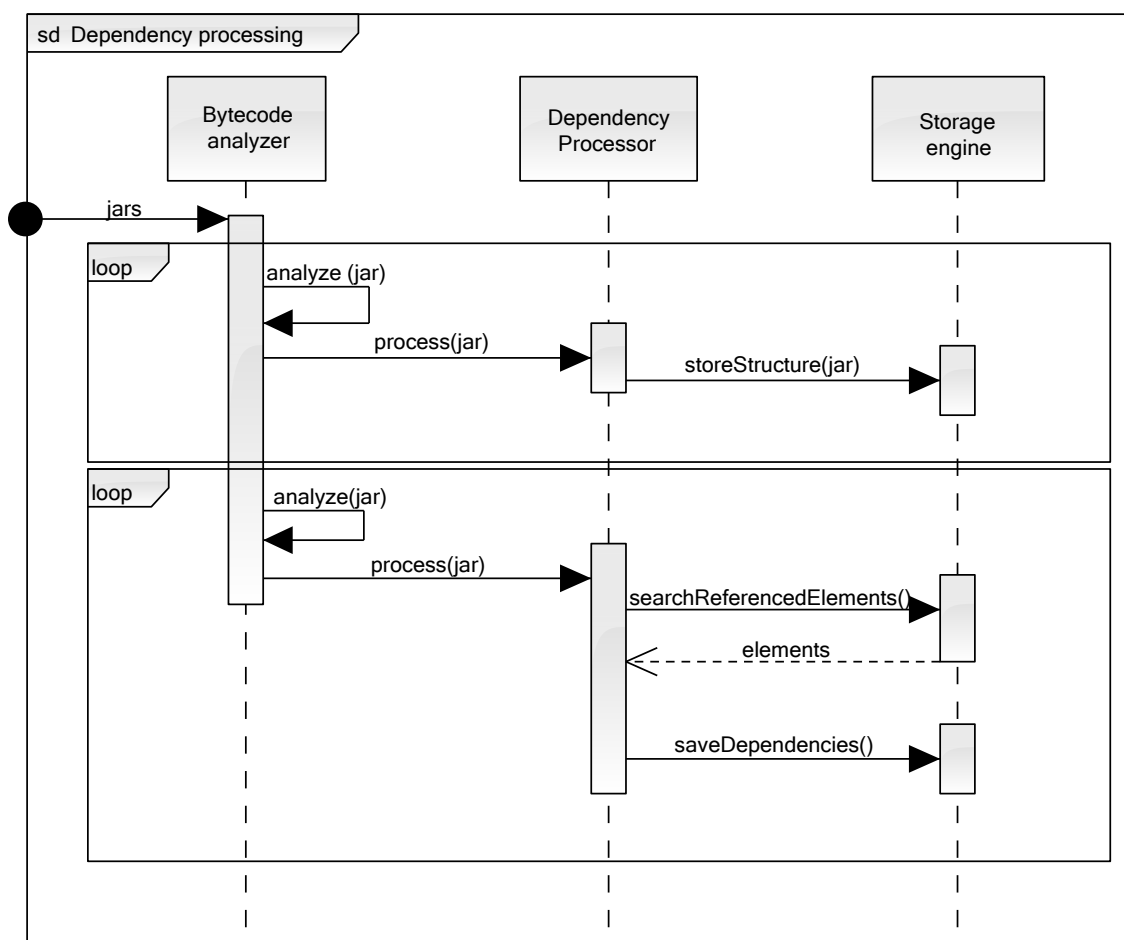 sd Dependency processing
Bytecode
analyzer
Dependency
Processor
Storage
engine
jars
loop
analyze (jar)
process(jar)
storeStructure(jar)
loop
analyze(jar)
process(jar)
searchReferencedElements()
elements
saveDependencies()